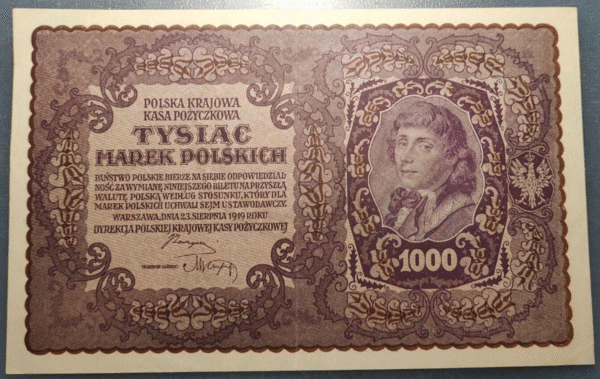 POLSKA KRAJOWA
KASA POŻYCZKOWA
TYSIĄC
MAREK POLSKICH
PAŃSTWO POLSKIE BIERZE NA SIEBIE ODPOWIEDZIAL
NOŚĆ ZA WYMIANĘ NINIEJSZEGO BILETU NA PRZYSZŁĄ
WALUTĘ POLSKĄ WEDŁUG STOSUNKU, KTÓRY DLA
MAREK POLSKICH UCHWALI SEJM USTAWODAWCZY.
WARSZAWA, DNIA 23. SIERPNIA 1919 ROKU
DYREKCJA POLSKIEJ KRAJOWEJ KASY POŻYCZKOWEJ
1000